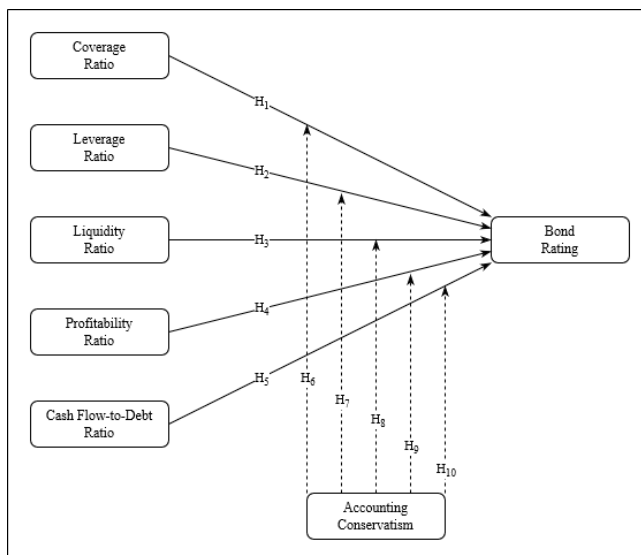 Coverage
Ratio
H₁
Leverage
Ratio
H₂
Liquidity
Ratio
H₃
Bond
Rating
Profitability
Ratio
H₄
Cash Flow-to-Debt
Ratio
H₅
H₆
H₇
H₈
H₉
H₁₀
Accounting
Conservatism